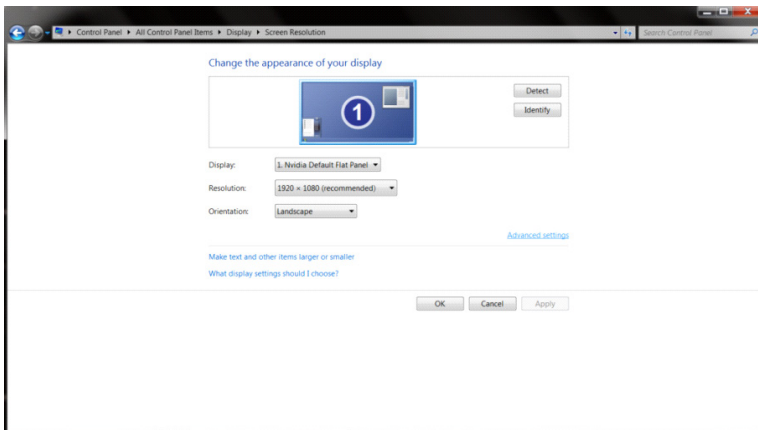 Control Panel ▸ All Control Panel Items ▸ Display ▸ Screen Resolution
Search Control Panel
Change the appearance of your display
1
Detect
Identify
Display: 1. Nvidia Default Flat Panel
Resolution: 1920 × 1080 (recommended)
Orientation: Landscape
Advanced settings
Make text and other items larger or smaller
What display settings should I choose?
OK Cancel Apply